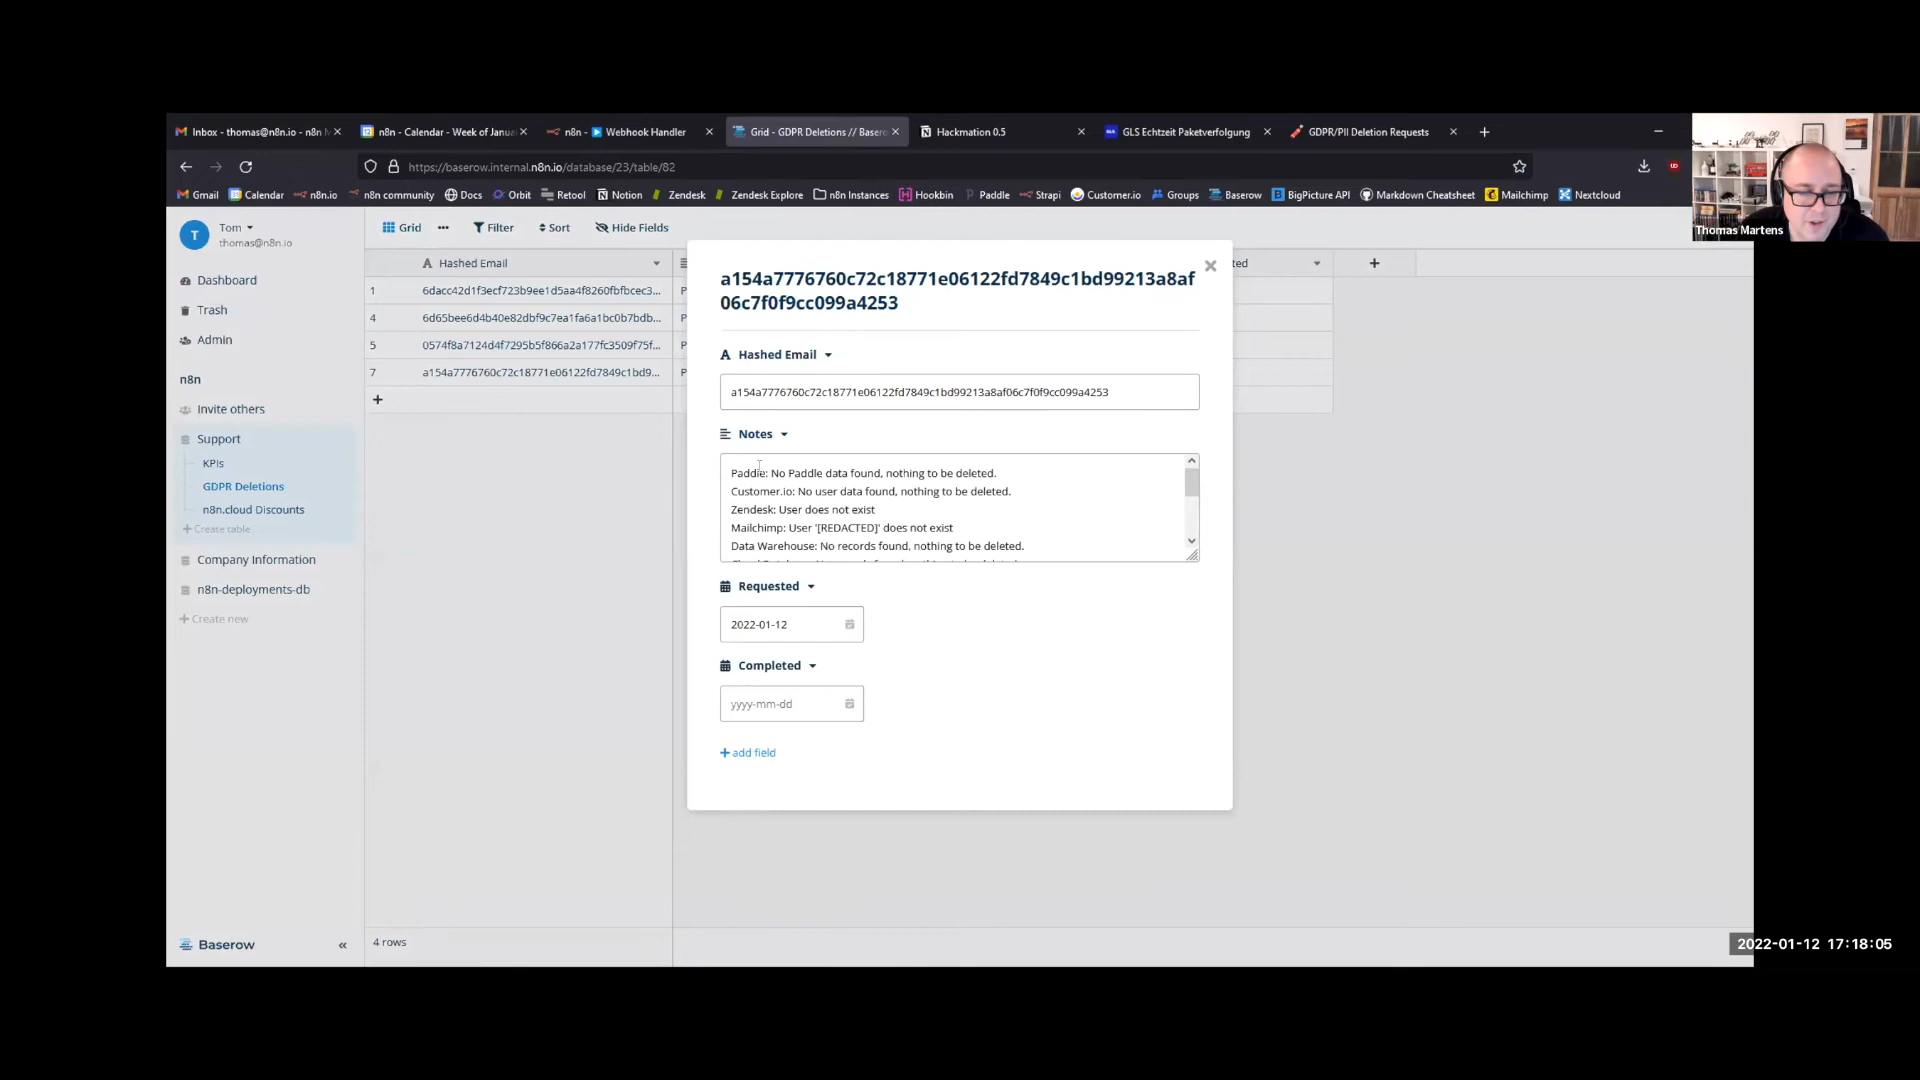 Inbox - thomas@n8n.io - n8n M
n8n - Calendar - Week of Janua
n8n - Webhook Handler
Grid - GDPR Deletions // Basero
Hackmation 0.5
GLS Echtzeit Paketverfolgung
GDPR/PII Deletion Requests
https://baserow.internal.n8n.io/database/23/table/82
Gmail
Calendar
n8n.io
n8n community
Docs
Orbit
Retool
Notion
Zendesk
Zendesk Explore
n8n Instances
Hookbin
Paddle
Strapi
Customer.io
Groups
Baserow
BigPicture API
Markdown Cheatsheet
Mailchimp
Nextcloud
Thomas Martens
T
Tom
thomas@n8n.io
Dashboard
Trash
Admin
n8n
Invite others
Support
KPIs
GDPR Deletions
n8n.cloud Discounts
+ Create table
Company Information
n8n-deployments-db
+ Create new
Baserow
«
Grid
Filter
Sort
Hide Fields
Hashed Email
1 6dacc42d1f3ecf723b9ee1d5aa4f8260fbfbcec3...
4 6d65bee6d4b40e82dbf9c7ea1fa6a1bc0b7bdb...
5 0574f8a7124d4f7295b5f866a2a177fc3509f75f...
7 a154a7776760c72c18771e06122fd7849c1bd9...
+
4 rows
ted
+
a154a7776760c72c18771e06122fd7849c1bd99213a8af
06c7f0f9cc099a4253
Hashed Email
a154a7776760c72c18771e06122fd7849c1bd99213a8af06c7f0f9cc099a4253
Notes
Paddle: No Paddle data found, nothing to be deleted.
Customer.io: No user data found, nothing to be deleted.
Zendesk: User does not exist
Mailchimp: User '[REDACTED]' does not exist
Data Warehouse: No records found, nothing to be deleted.
Requested
2022-01-12
Completed
yyyy-mm-dd
+ add field
2022-01-12 17:18:05